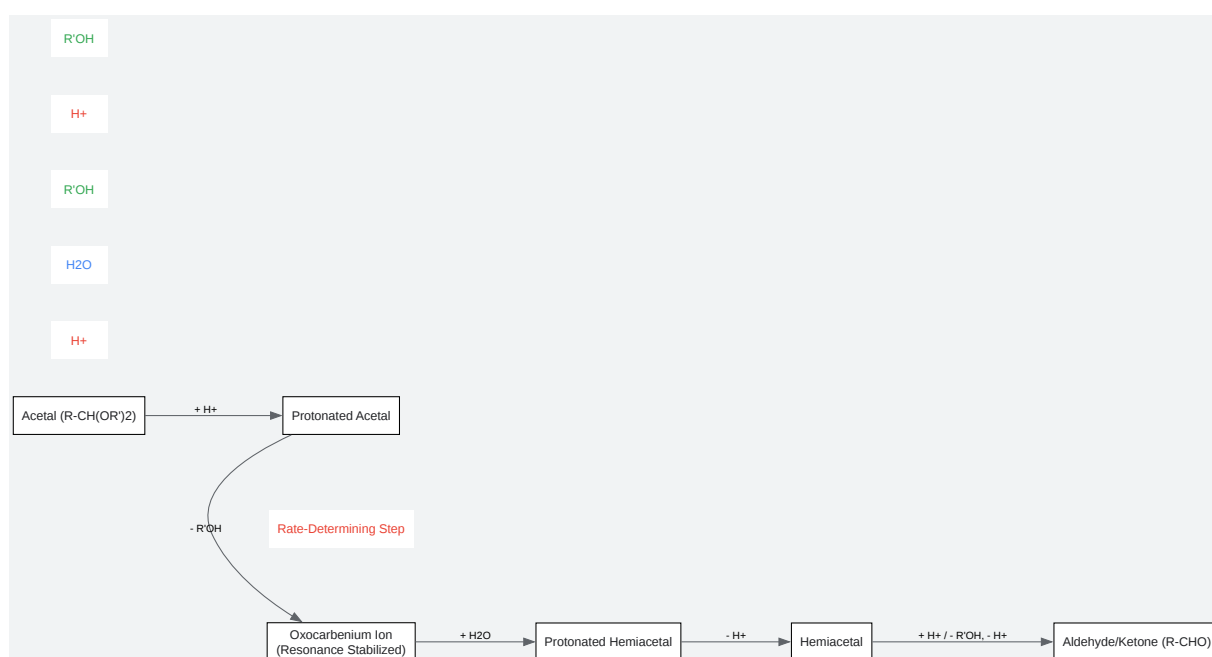 R'OH
H+
R'OH
H2O
H+
Acetal (R-CH(OR')2)
+ H+
Protonated Acetal
- R'OH
Rate-Determining Step
Oxocarbenium Ion
(Resonance Stabilized)
+ H2O
Protonated Hemiacetal
- H+
Hemiacetal
+ H+ / - R'OH, - H+
Aldehyde/Ketone (R-CHO)